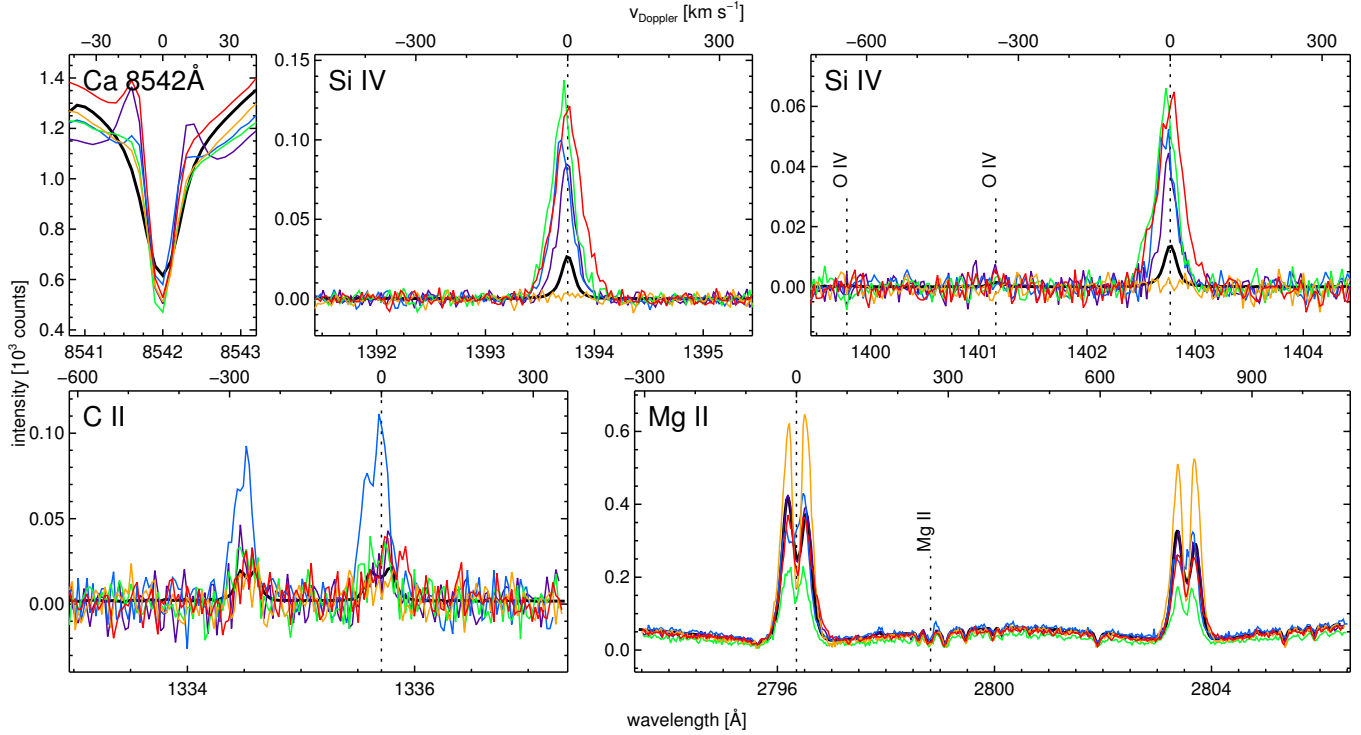 v_Doppler [km s⁻¹]
-30 0 30
-300 0 300
-600 -300 0 300
Ca 8542Å
Si IV
Si IV
1.4
1.2
1.0
0.8
0.6
0.4
0.15
0.10
0.05
0.00
0.06
0.04
0.02
0.00
O IV
O IV
8541 8542 8543
1392 1393 1394 1395
1400 1401 1402 1403 1404
intensity [10³ counts]
-600 -300 0 300
-300 0 300 600 900
C II
Mg II
0.10
0.05
0.00
0.6
0.4
0.2
0.0
Mg II
1334 1336
2796 2800 2804
wavelength [Å]